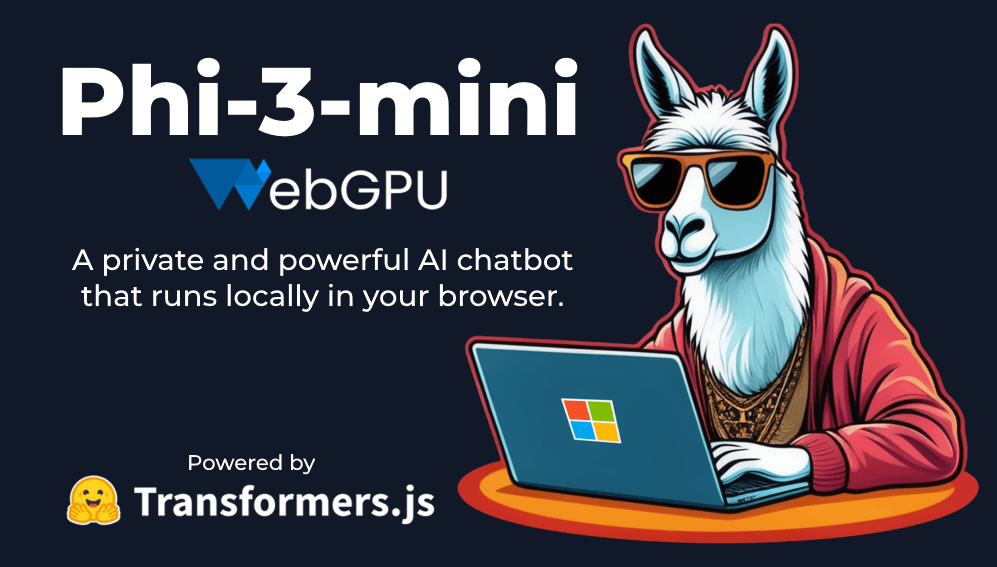 Phi-3-mini
WebGPU
A private and powerful AI chatbot
that runs locally in your browser.
Powered by
Transformers.js